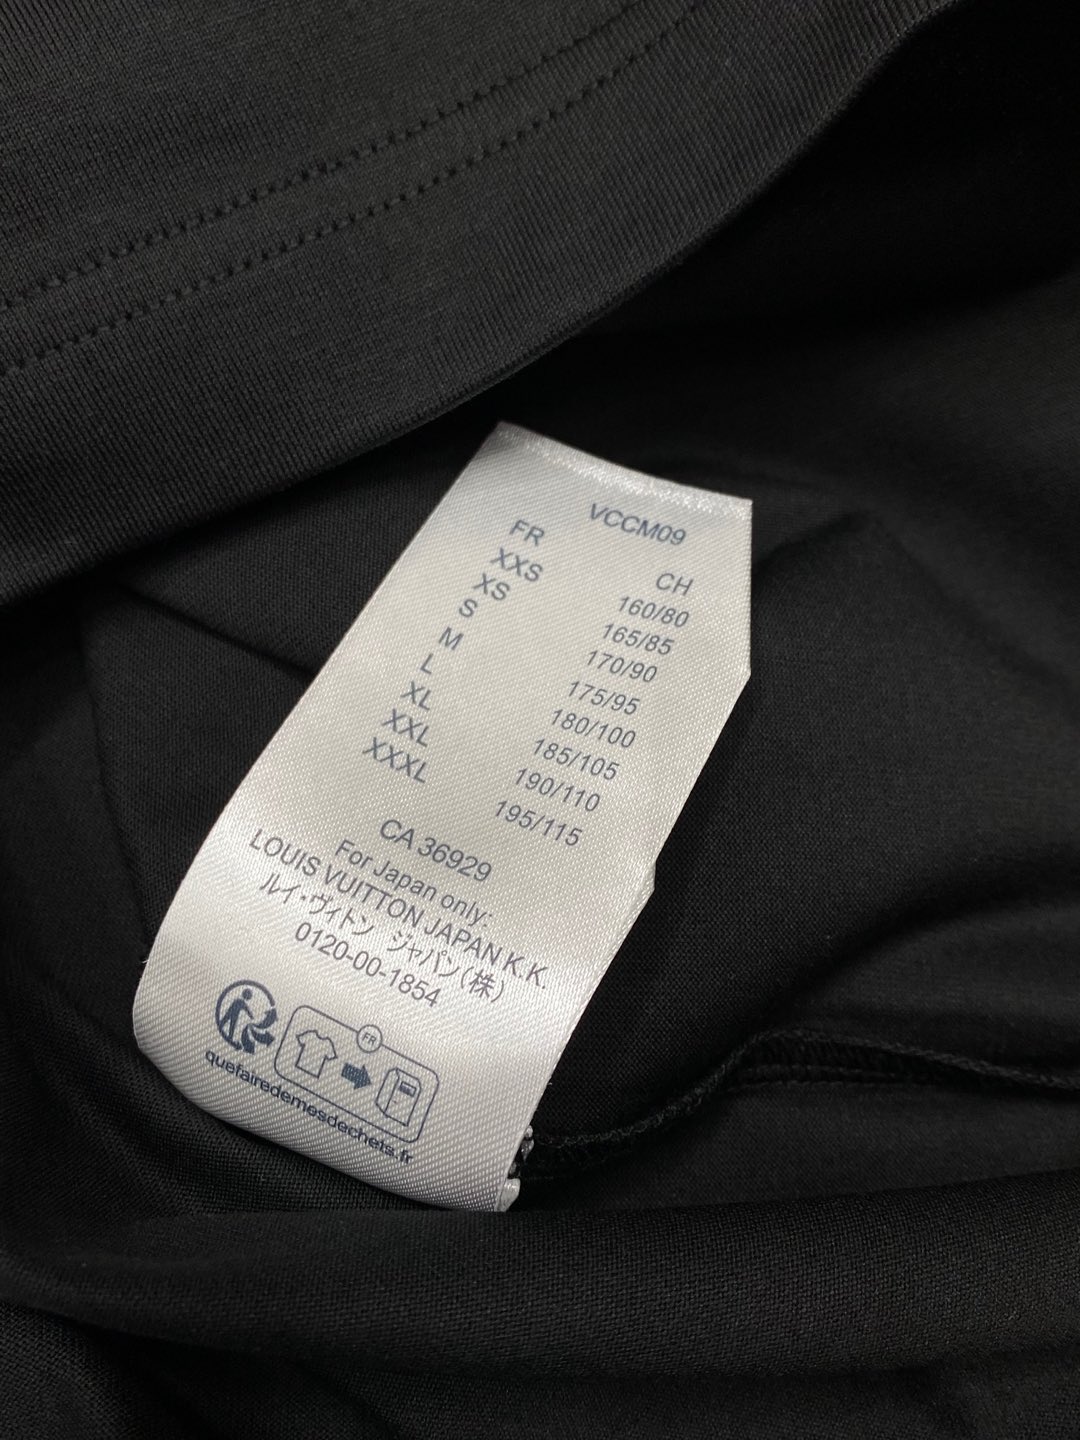 VCCM09
FR CH
XXS 160/80
XS 165/85
S 170/90
M 175/95
L 180/100
XL 185/105
XXL 190/110
XXXL 195/115
CA 36929
For Japan only:
LOUIS VUITTON JAPAN K.K.
ルイ・ヴィトン ジャパン(株)
0120-00-1854
FR
quefairedemesdechets.fr